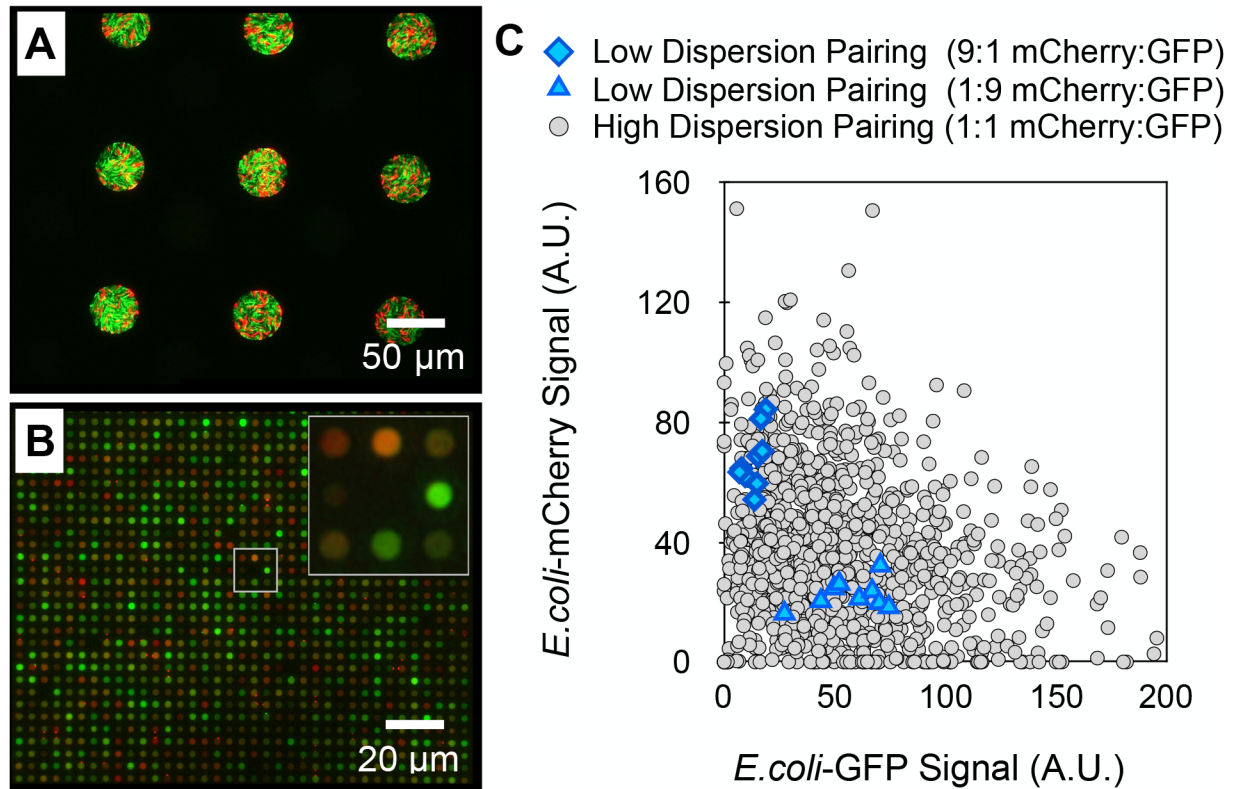 A
50 µm
B
20 µm
C
Low Dispersion Pairing (9:1 mCherry:GFP)
Low Dispersion Pairing (1:9 mCherry:GFP)
High Dispersion Pairing (1:1 mCherry:GFP)
160
120
80
40
0
E.coli-mCherry Signal (A.U.)
0 50 100 150 200
E.coli-GFP Signal (A.U.)